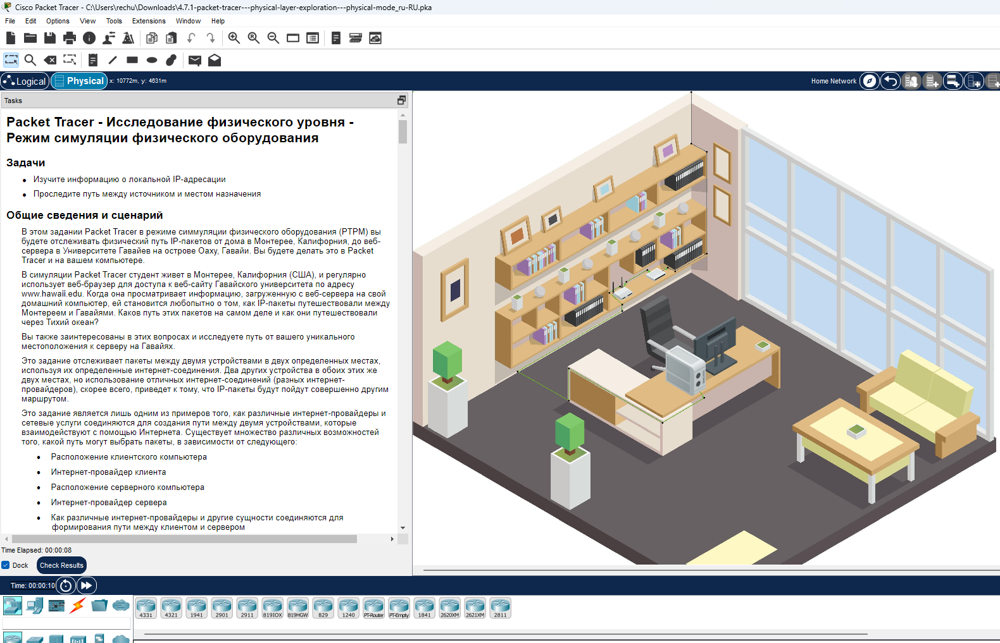 Cisco Packet Tracer - C:\Users\rechu\Downloads\4.7.1-packet-tracer---physical-layer-exploration---physical-mode_ru-RU.pka
File Edit Options View Tools Extensions Window Help
Logical Physical x: 10772m, y: 4631m Home Network
Tasks
Packet Tracer - Исследование физического уровня -
Режим симуляции физического оборудования
Задачи
• Изучите информацию о локальной IP-адресации
• Проследите путь между источником и местом назначения
Общие сведения и сценарий
В этом задании Packet Tracer в режиме симмуляции физического оборудования (PTPM) вы
будете отслеживать физический путь IP-пакетов от дома в Монтерее, Калифорния, до веб-
сервера в Университете Гавайев на острове Оаху, Гавайи. Вы будете делать это в Packet
Tracer и на вашем компьютере.
В симуляции Packet Tracer студент живет в Монтерее, Калифорния (США), и регулярно
использует веб-браузер для доступа к веб-сайту Гавайского университета по адресу
www.hawaii.edu. Когда она просматривает информацию, загруженную с веб-сервера на свой
домашний компьютер, ей становится любопытно о том, как IP-пакеты путешествовали между
Монтереем и Гавайями. Каков путь этих пакетов на самом деле и как они путешествовали
через Тихий океан?
Вы также заинтересованы в этих вопросах и исследуете путь от вашего уникального
местоположения к серверу на Гавайях.
Это задание отслеживает пакеты между двумя устройствами в двух определенных местах,
используя их определенные интернет-соединения. Два других устройства в обоих этих же
двух местах, но использование отличных интернет-соединений (разных интернет-
провайдеров), скорее всего, приведет к тому, что IP-пакеты будут пойдут совершенно другим
маршрутом.
Это задание является лишь одним из примеров того, как различные интернет-провайдеры и
сетевые услуги соединяются для создания пути между двумя устройствами, которые
взаимодействуют с помощью Интернета. Существует множество различных возможностей
того, какой путь могут выбрать пакеты, в зависимости от следующего:
• Расположение клиентского компьютера
• Интернет-провайдер клиента
• Расположение серверного компьютера
• Интернет-провайдер сервера
• Как различные интернет-провайдеры и другие сущности соединяются для
формирования пути между клиентом и сервером
Time Elapsed: 00:00:08
Dock Check Results
Time: 00:00:10
4331 4321 1941 2901 2911 819IOX 819HGW 829 1240 PT-Router PT-Empty 1841 2620XM 2621XM 2811